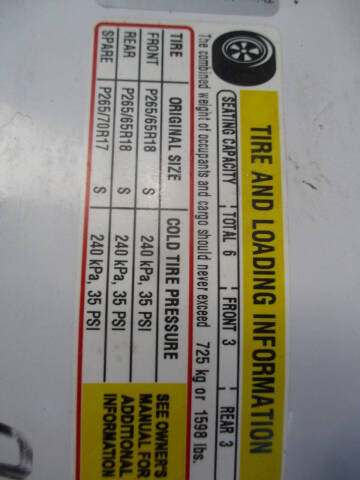 TIRE AND LOADING INFORMATION
SEATING CAPACITY TOTAL 6 FRONT 3 REAR 3
The combined weight of occupants and cargo should never exceed 725 kg or 1598 lbs.
TIRE ORIGINAL SIZE COLD TIRE PRESSURE
FRONT P265/65R18 S 240 kPa, 35 PSI
REAR P265/65R18 S 240 kPa, 35 PSI
SPARE P265/70R17 S 240 kPa, 35 PSI
SEE OWNER'S
MANUAL FOR
ADDITIONAL
INFORMATION